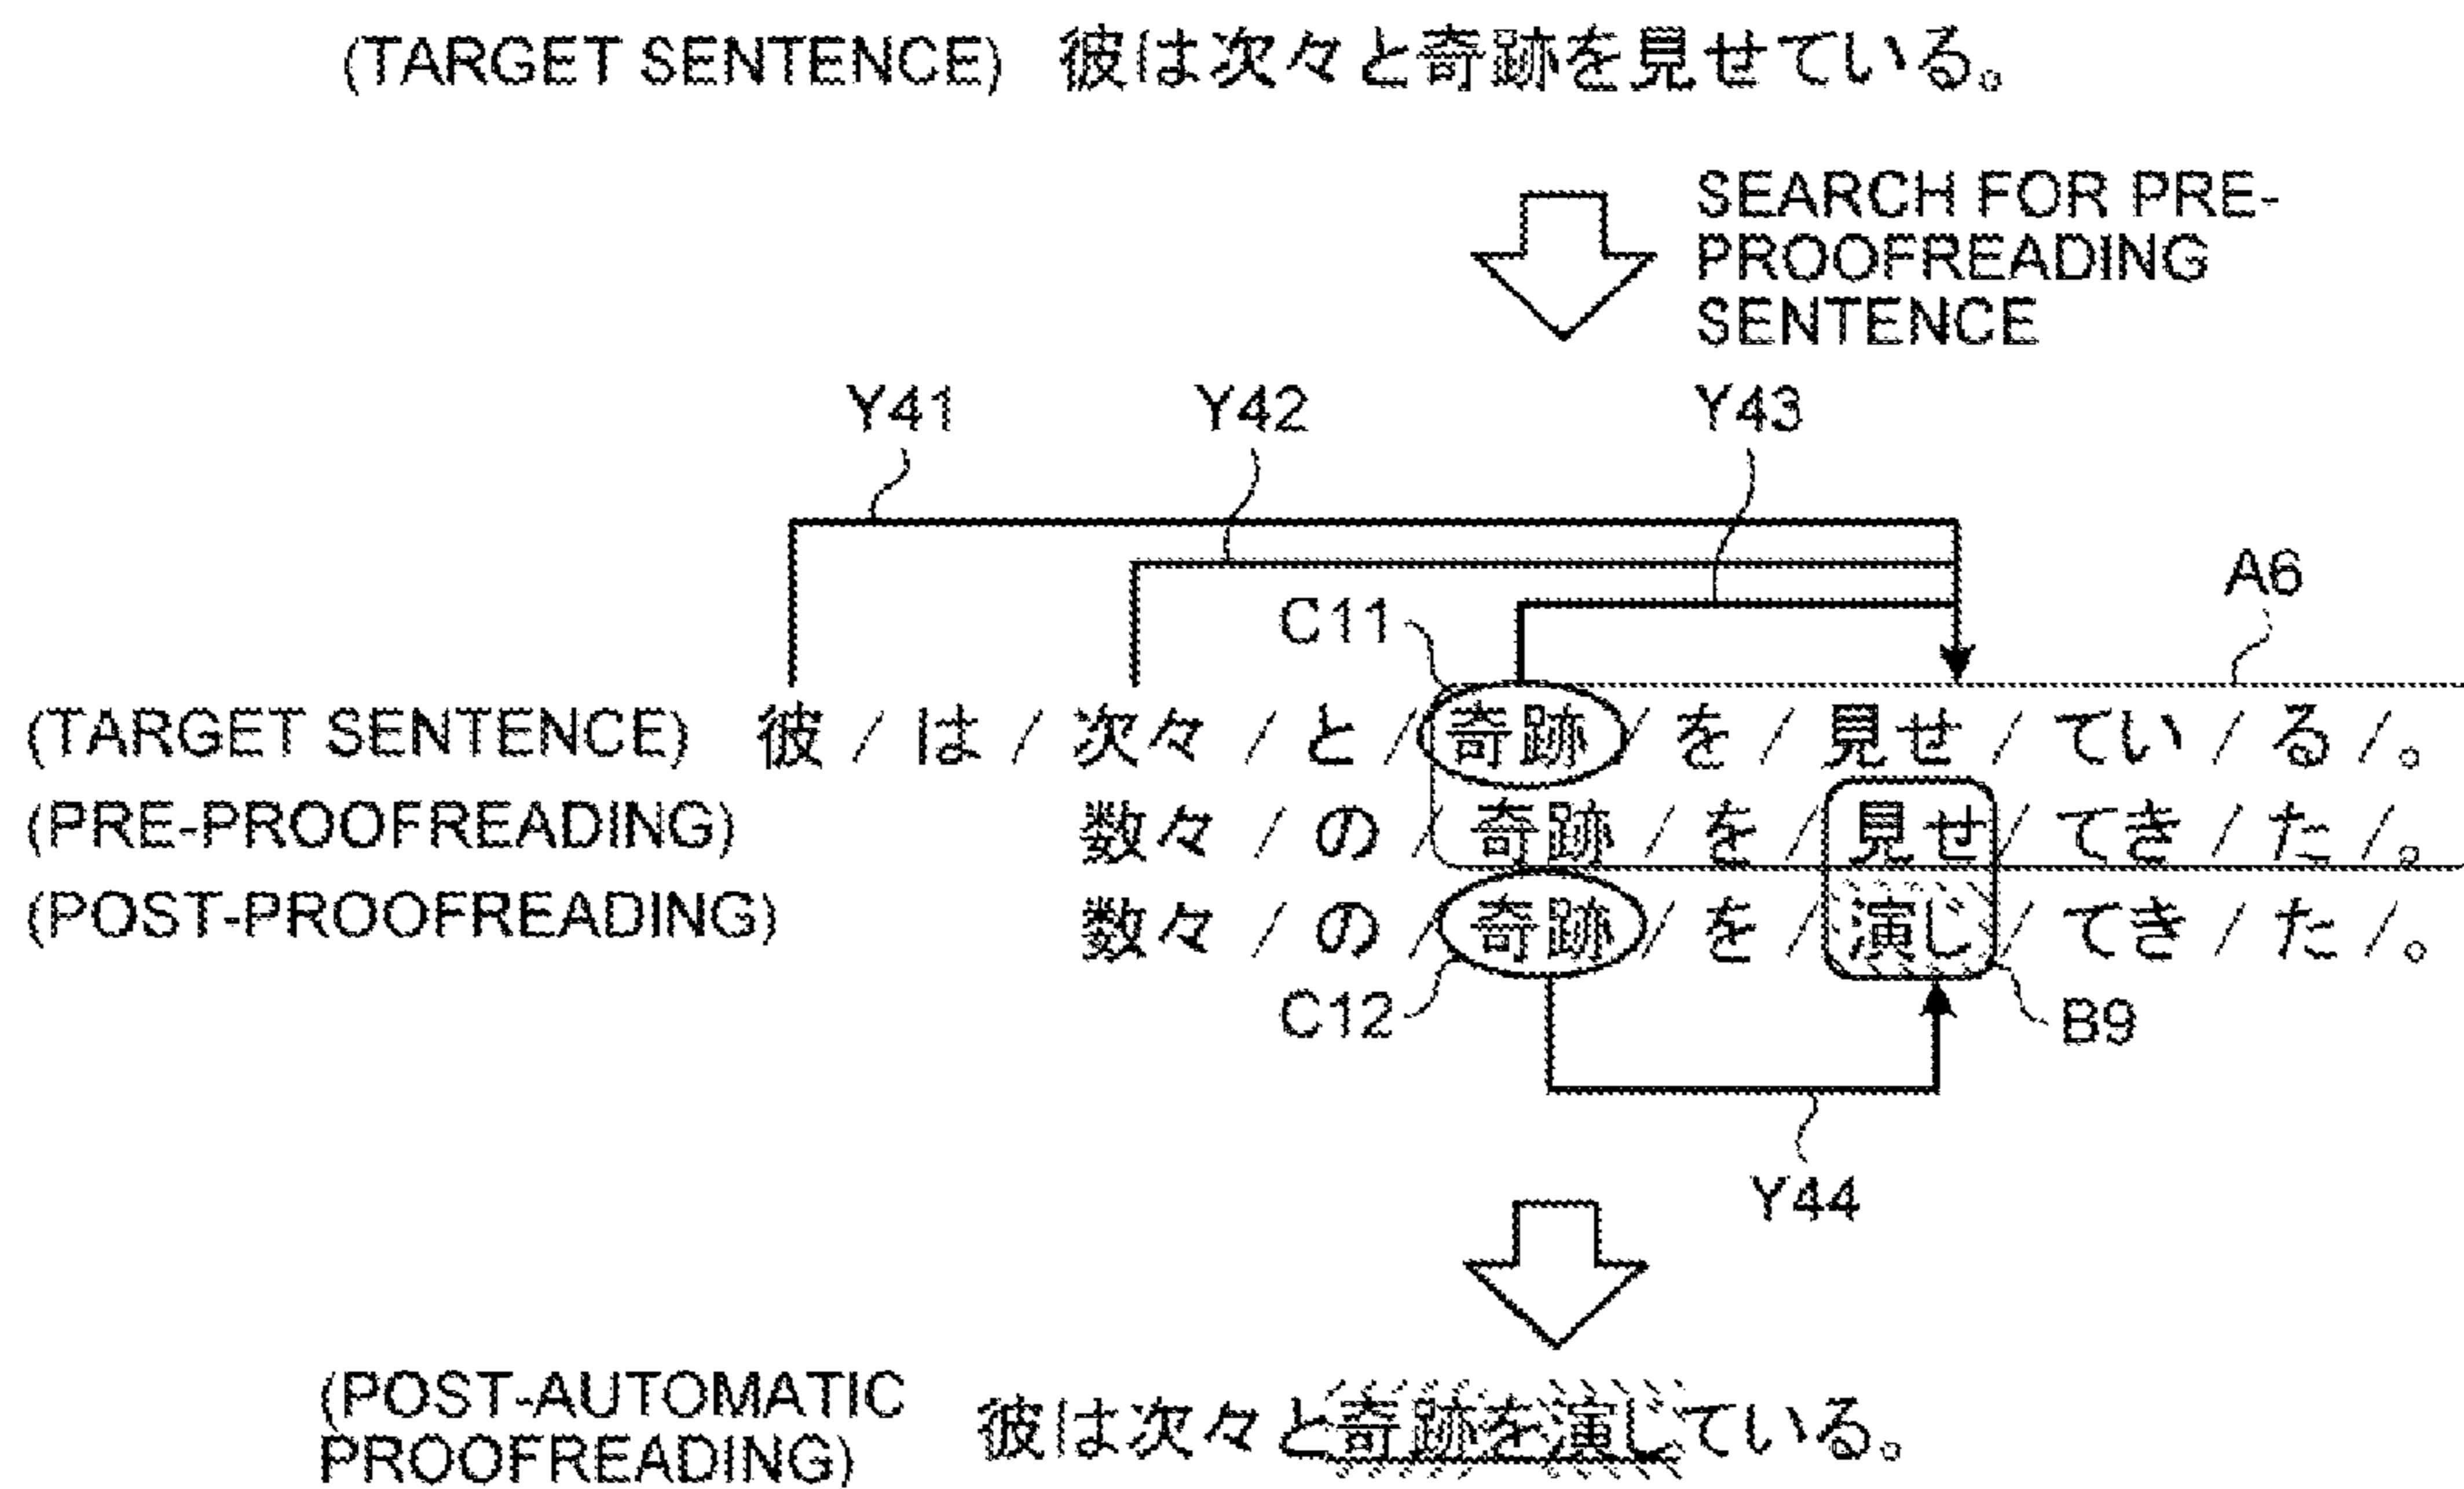 (TARGET SENTENCE) 彼は次々と奇跡を見せている。
SEARCH FOR PRE-
PROOFREADING
SENTENCE
Y41 Y42 Y43
A6
C11
(TARGET SENTENCE) 彼 / は / 次々 / と / 奇跡 / を / 見せ / てい / る /。
(PRE-PROOFREADING) 数々 / の / 奇跡 / を / 見せ / てき / た /。
(POST-PROOFREADING) 数々 / の / 奇跡 / を / 演じ / てき / た /。
C12 B9
Y44
(POST-AUTOMATIC
PROOFREADING) 彼は次々と奇跡を演じている。